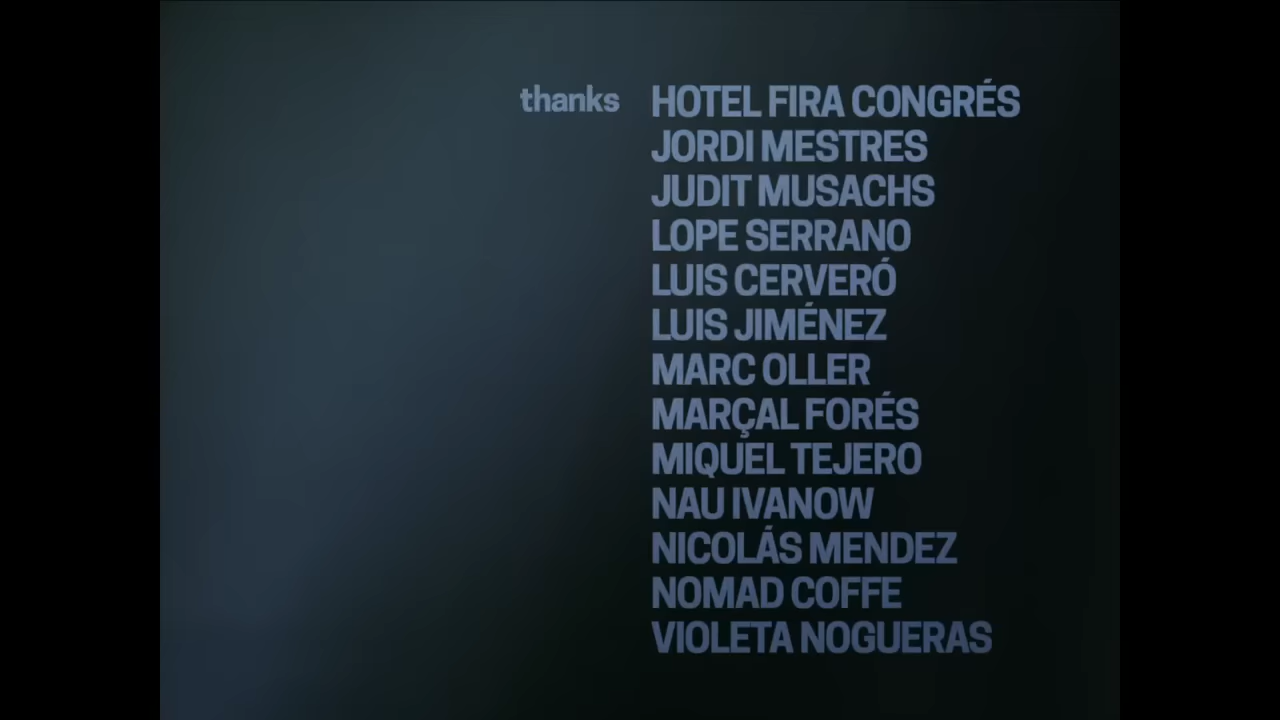 thanks HOTEL FIRA CONGRÉS
JORDI MESTRES
JUDIT MUSACHS
LOPE SERRANO
LUIS CERVERÓ
LUIS JIMÉNEZ
MARC OLLER
MARÇAL FORÉS
MIQUEL TEJERO
NAU IVANOW
NICOLÁS MENDEZ
NOMAD COFFE
VIOLETA NOGUERAS